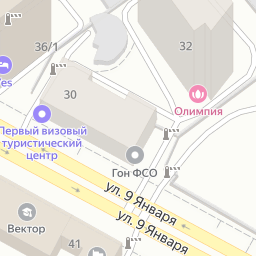 36/1
32
Yes
30
Олимпия
Первый визовый
туристический
центр
Гон ФСО
ул. 9 Января
ул. 9 Января
Вектор
41